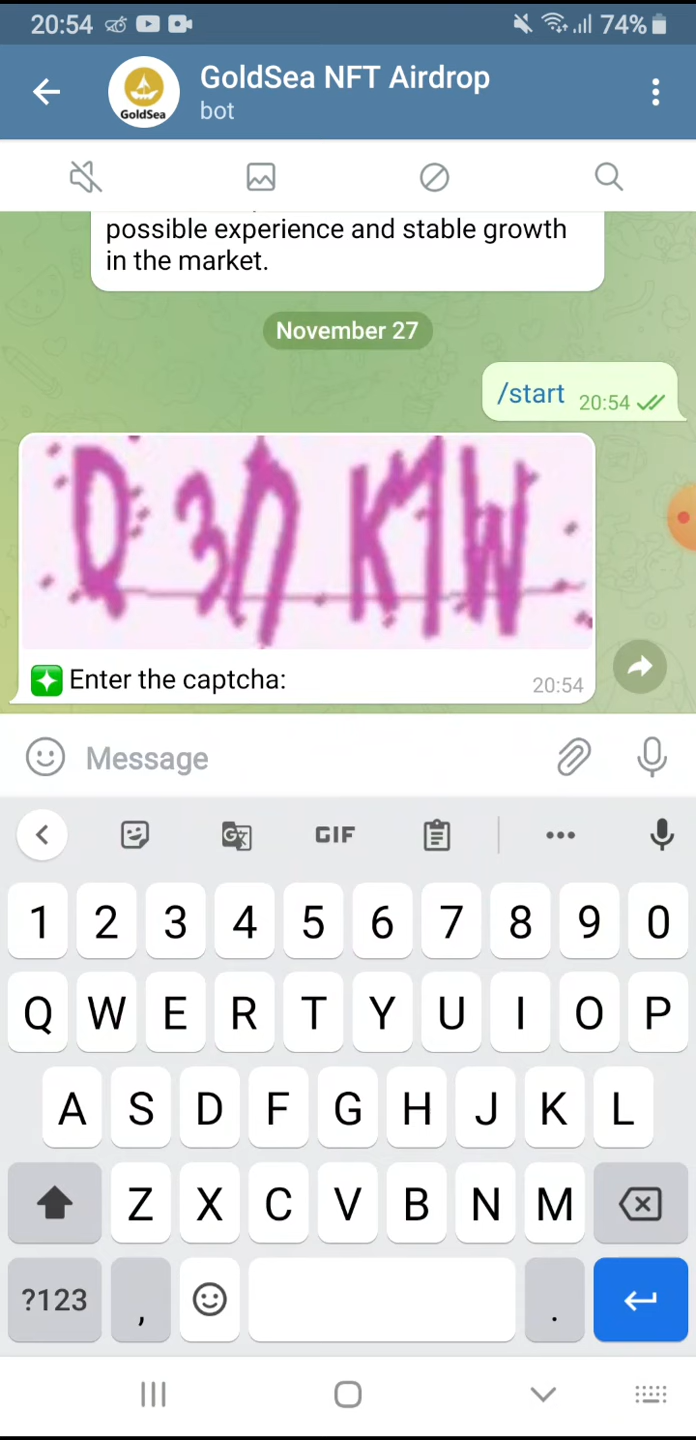 20:54 74%
GoldSea NFT Airdrop
GoldSea
bot
possible experience and stable growth
in the market.
November 27
/start 20:54
Enter the captcha:
20:54
Message
GIF
1 2 3 4 5 6 7 8 9 0
Q W E R T Y U I O P
A S D F G H J K L
Z X C V B N M
?123 , .